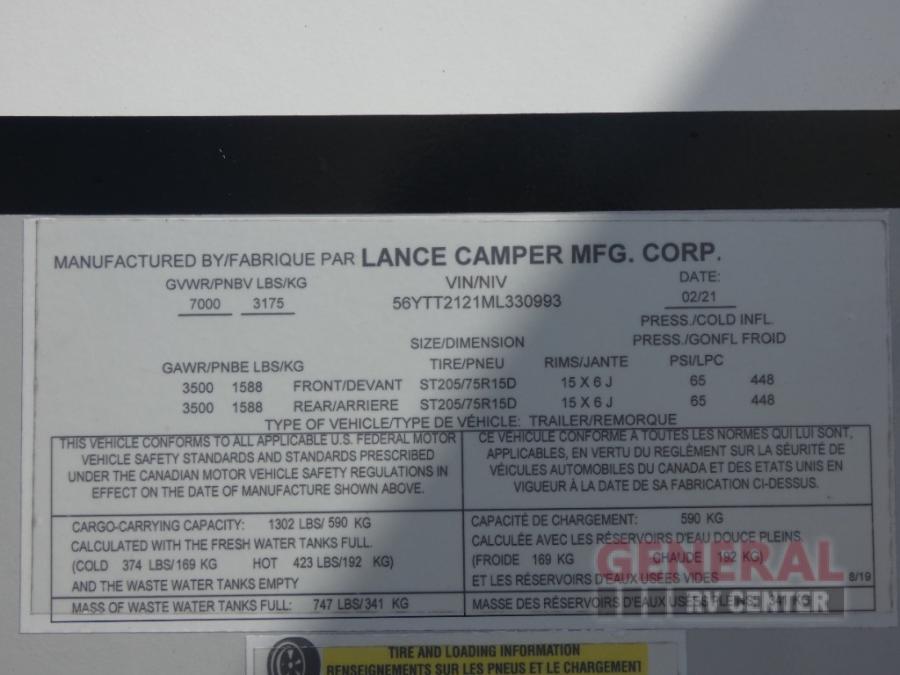 MANUFACTURED BY/FABRIQUE PAR LANCE CAMPER MFG. CORP.
GVWR/PNBV LBS/KG VIN/NIV DATE:
7000 3175 56YTT2121ML330993 02/21
PRESS./COLD INFL.
SIZE/DIMENSION PRESS./GONFL FROID
GAWR/PNBE LBS/KG TIRE/PNEU RIMS/JANTE PSI/LPC
3500 1588 FRONT/DEVANT ST205/75R15D 15 X 6 J 65 448
3500 1588 REAR/ARRIERE ST205/75R15D 15 X 6 J 65 448
TYPE OF VEHICLE/TYPE DE VÉHICLE: TRAILER/REMORQUE
THIS VEHICLE CONFORMS TO ALL APPLICABLE U.S. FEDERAL MOTOR
VEHICLE SAFETY STANDARDS AND STANDARDS PRESCRIBED
UNDER THE CANADIAN MOTOR VEHICLE SAFETY REGULATIONS IN
EFFECT ON THE DATE OF MANUFACTURE SHOWN ABOVE.
CE VEHICULE CONFORME A TOUTES LES NORMES QUI LUI SONT,
APPLICABLES, EN VERTU DU REGLEMENT SUR LA SÉURITÉ DE
VÉICULES AUTOMOBILES DU CANADA ET DES ETATS UNIS EN
VIGUEUR À LA DATE DE SA FABRICATION CI-DESSUS.
CARGO-CARRYING CAPACITY: 1302 LBS/ 590 KG
CALCULATED WITH THE FRESH WATER TANKS FULL.
(COLD 374 LBS/169 KG HOT 423 LBS/192 KG)
AND THE WASTE WATER TANKS EMPTY
MASS OF WASTE WATER TANKS FULL: 747 LBS/341 KG
CAPACITÉ DE CHARGEMENT: 590 KG
CALCULÉE AVEC LES RÉSERVOIRS D'EAU DOUCE PLEINS.
(FROIDE 169 KG CHAUDE 192 KG)
ET LES RÉSERVOIRS D'EAUX USÉES VIDES 8/19
MASSE DES RÉSERVOIRS D'EAUX USES PLEINS: 341 KG
GENERAL
RV CENTER
TIRE AND LOADING INFORMATION
RENSEIGNEMENTS SUR LES PNEUS ET LE CHARGEMENT